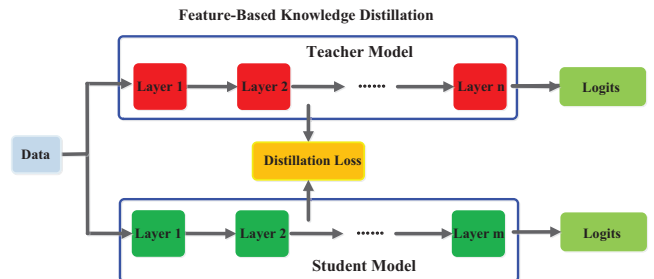 Feature-Based Knowledge Distillation
Teacher Model
Layer 1
Layer 2
......
Layer n
Logits
Data
Distillation Loss
Layer 1
Layer 2
......
Layer m
Logits
Student Model